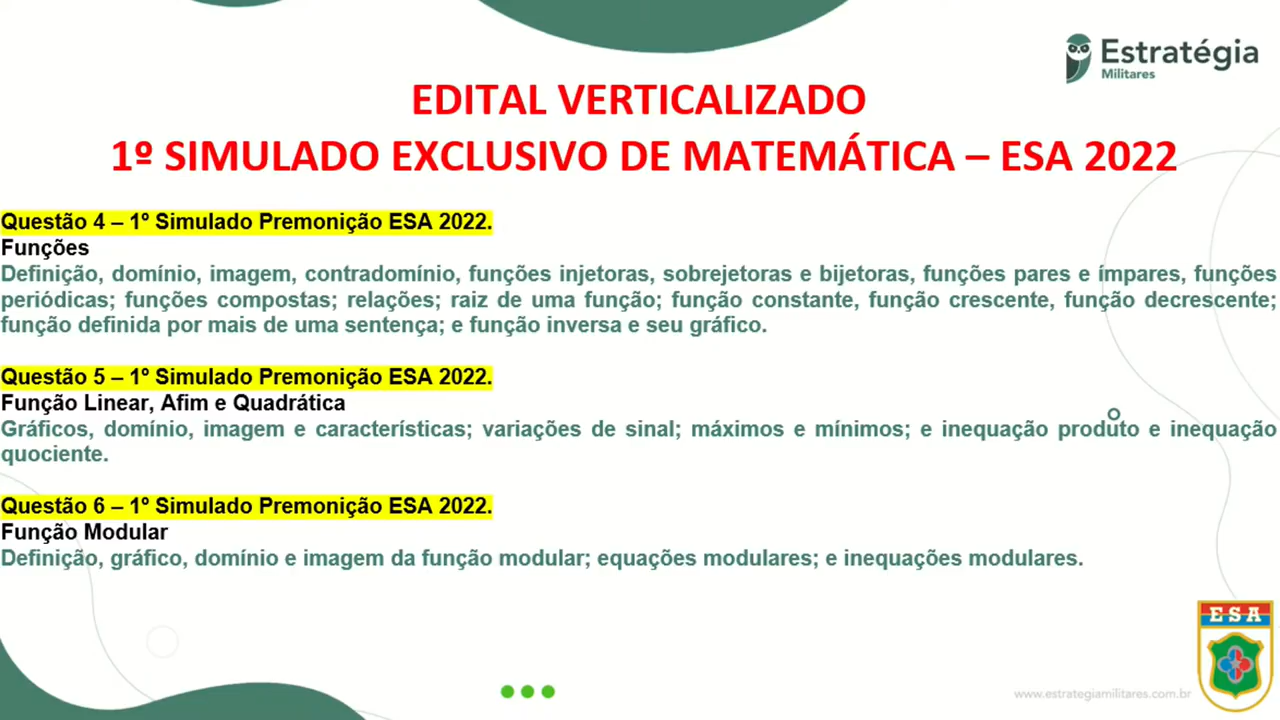 Estratégia
Militares
EDITAL VERTICALIZADO
1º SIMULADO EXCLUSIVO DE MATEMÁTICA – ESA 2022
Questão 4 – 1º Simulado Premonição ESA 2022.
Funções
Definição, domínio, imagem, contradomínio, funções injetoras, sobrejetoras e bijetoras, funções pares e ímpares, funções
periódicas; funções compostas; relações; raiz de uma função; função constante, função crescente, função decrescente;
função definida por mais de uma sentença; e função inversa e seu gráfico.
Questão 5 – 1º Simulado Premonição ESA 2022.
Função Linear, Afim e Quadrática
Gráficos, domínio, imagem e características; variações de sinal; máximos e mínimos; e inequação produto e inequação
quociente.
Questão 6 – 1º Simulado Premonição ESA 2022.
Função Modular
Definição, gráfico, domínio e imagem da função modular; equações modulares; e inequações modulares.
ESA
www.estrategiamilitares.com.br